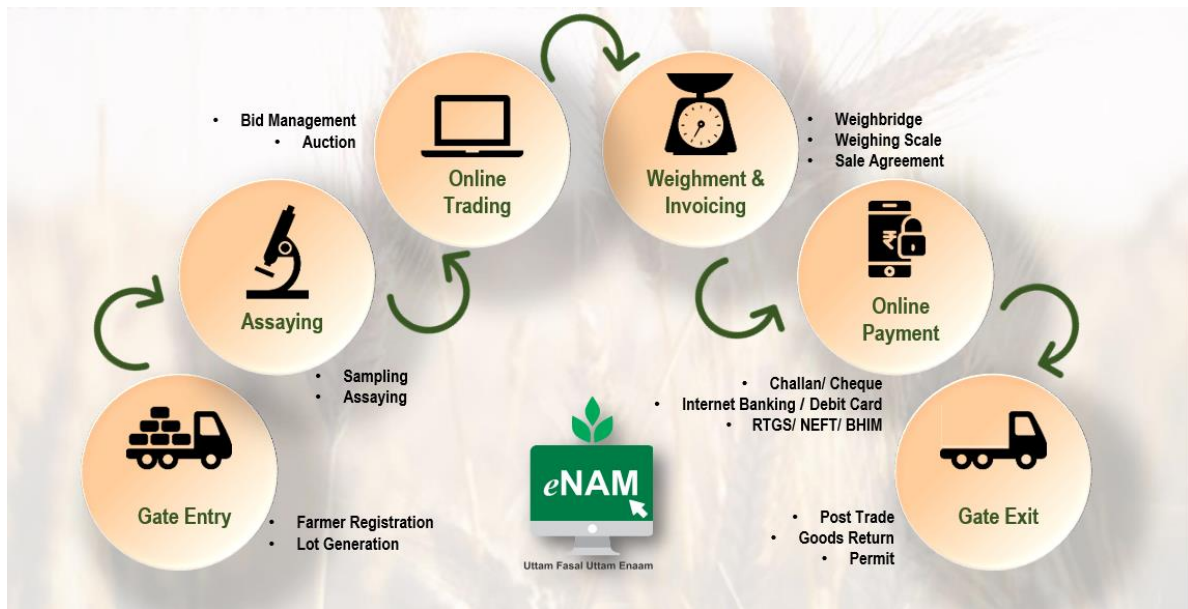 Gate Entry
• Farmer Registration
• Lot Generation
Assaying
• Sampling
• Assaying
Online
Trading
• Bid Management
• Auction
Weighment &
Invoicing
• Weighbridge
• Weighing Scale
• Sale Agreement
₹
Online
Payment
• Challan/ Cheque
• Internet Banking / Debit Card
• RTGS/ NEFT/ BHIM
Gate Exit
• Post Trade
• Goods Return
• Permit
eNAM
Uttam Fasal Uttam Enaam